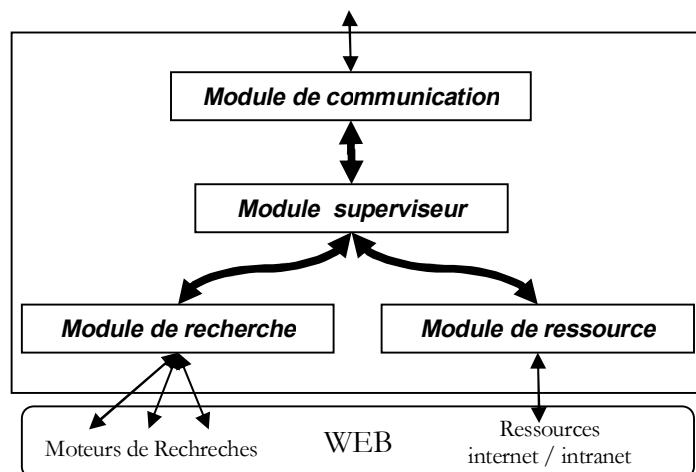 Module de communication
Module superviseur
Module de recherche
Module de ressource
Moteurs de Rechreches
WEB
Ressources
internet / intranet